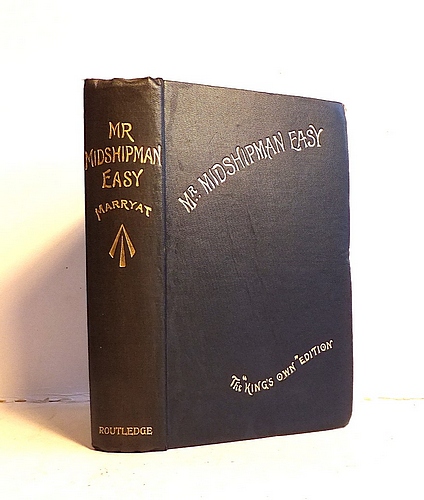 MR
MIDSHIPMAN
EASY
MARRYAT
ROUTLEDGE
MR MIDSHIPMAN EASY
THE "KING'S OWN" EDITION